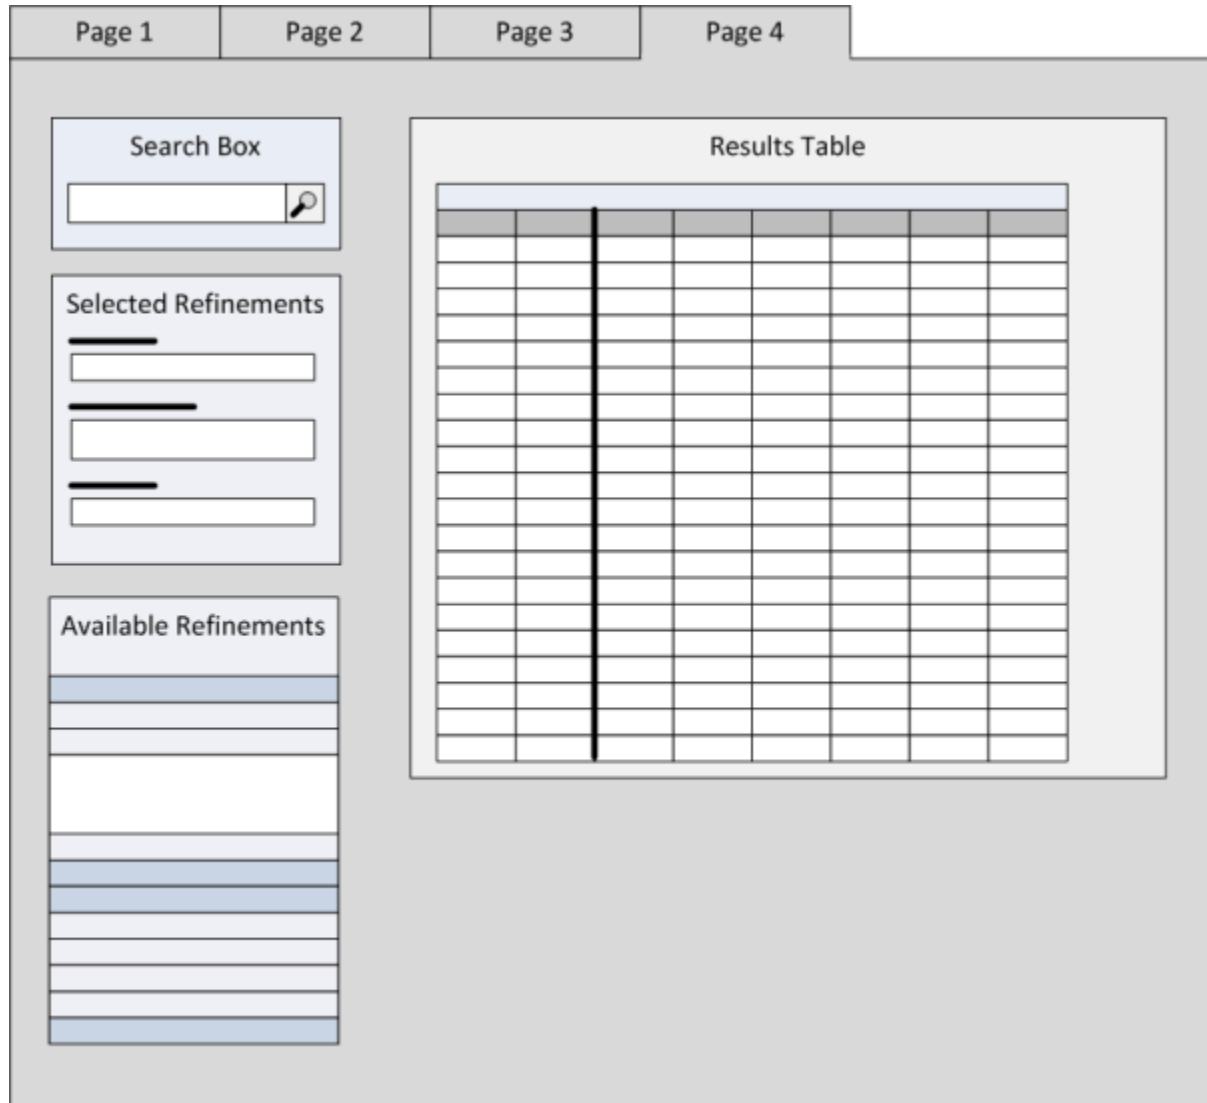 Page 1
Page 2
Page 3
Page 4
Search Box
Selected Refinements
Available Refinements
Results Table